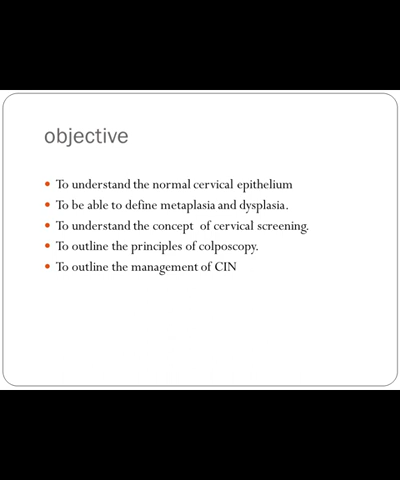 objective
• To understand the normal cervical epithelium
• To be able to define metaplasia and dysplasia.
• To understand the concept  of cervical screening.
• To outline the principles of colposcopy.
• To outline the management of CIN